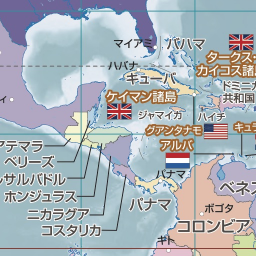 マイアミ
バハマ
タークス・
カイコス諸
ハバナ
キューバ
ドミニカ
共和国
ケイマン諸島
ジャマイカ
ハイチ
グアンタナモ
キュラ
アルバ
アテマラ
ベリーズ
ルサルバドル
ホンジュラス
ニカラグア
コスタリカ
パナマ
パナマ
ベネズ
ボゴタ
コロンビア
キト